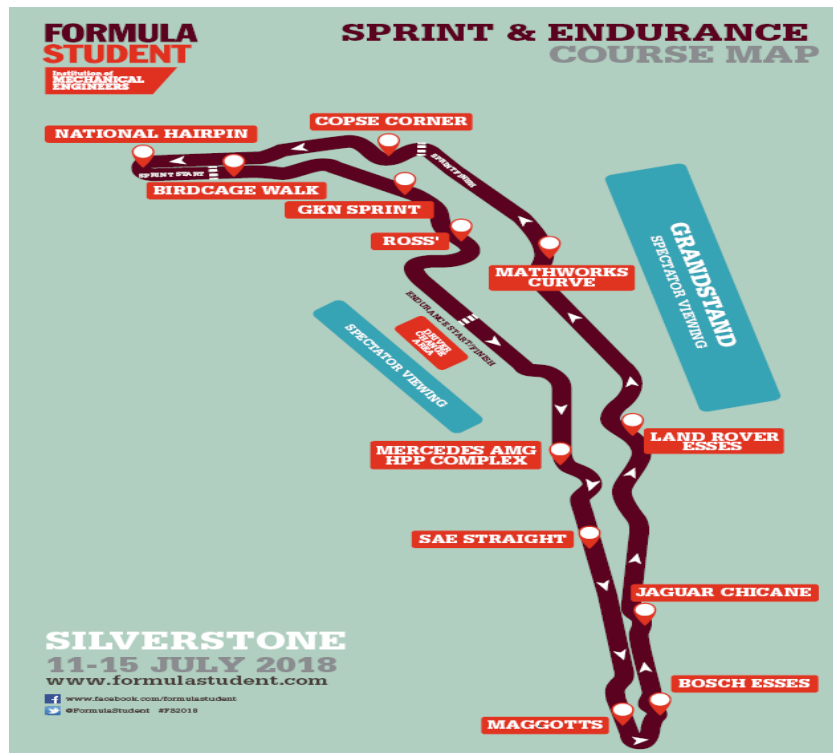 FORMULA
STUDENT
Institution of
MECHANICAL
ENGINEERS
SPRINT & ENDURANCE
COURSE MAP
COPSE CORNER
NATIONAL HAIRPIN
SPRINT FINISH
SPRINT START
BIRDCAGE WALK
GKN SPRINT
ROSS'
MATHWORKS
CURVE
GRANDSTAND
SPECTATOR VIEWING
ENDURANCE START/FINISH
DRIVER
CHANGE
AREA
SPECTATOR VIEWING
MERCEDES AMG
HPP COMPLEX
LAND ROVER
ESSES
SAE STRAIGHT
JAGUAR CHICANE
BOSCH ESSES
MAGGOTTS
SILVERSTONE
11-15 JULY 2018
www.formulastudent.com
f www.facebook.com/formulastudent
@FormulaStudent #FS2018